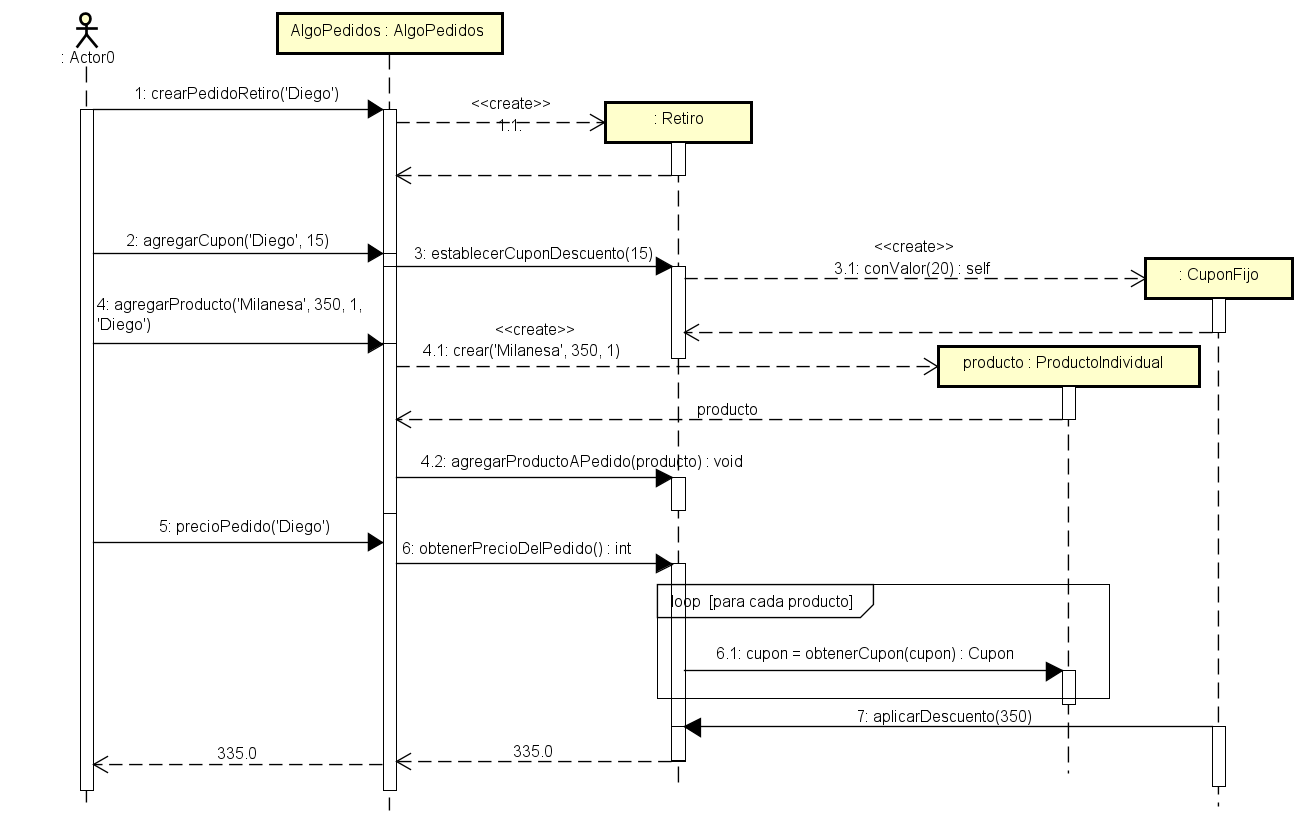 : Actor0
AlgoPedidos : AlgoPedidos
1: crearPedidoRetiro('Diego')
<<create>>
1.1:
: Retiro
2: agregarCupon('Diego', 15)
3: establecerCuponDescuento(15)
<<create>>
3.1: conValor(20) : self
: CuponFijo
4: agregarProducto('Milanesa', 350, 1,
'Diego')
<<create>>
4.1: crear('Milanesa', 350, 1)
producto : ProductoIndividual
producto
4.2: agregarProductoAPedido(producto) : void
5: precioPedido('Diego')
6: obtenerPrecioDelPedido() : int
loop [para cada producto]
6.1: cupon = obtenerCupon(cupon) : Cupon
7: aplicarDescuento(350)
335.0
335.0